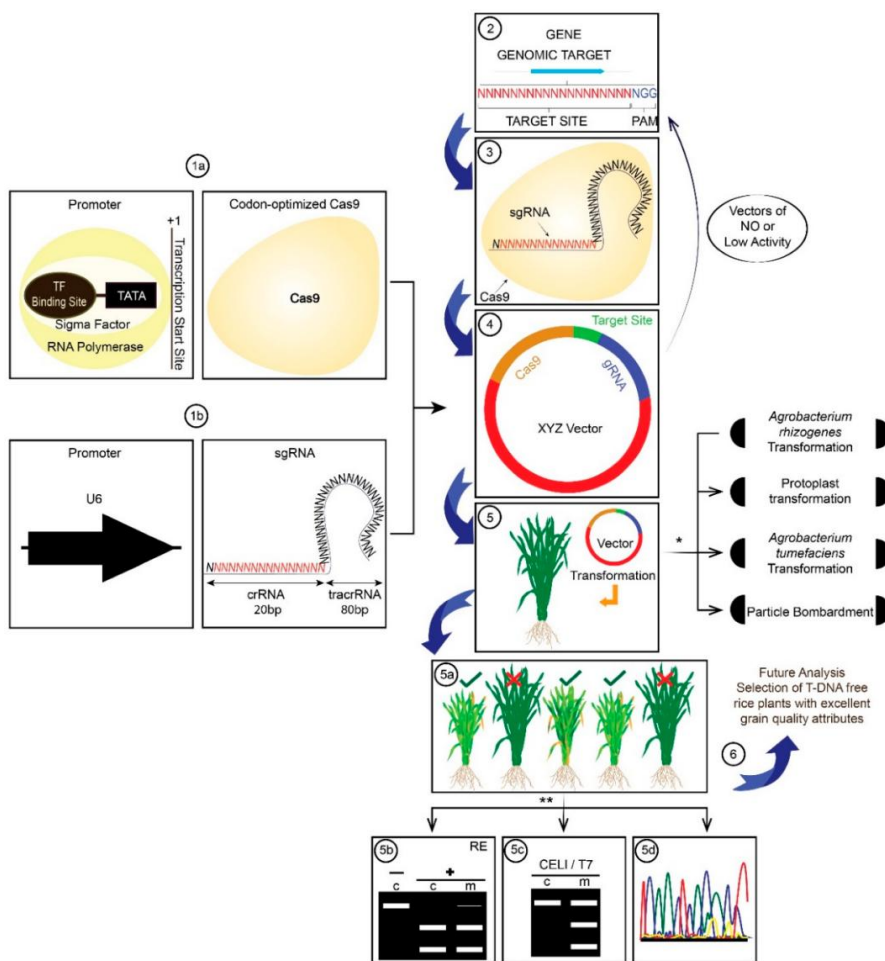 1a
Promoter
+1
Transcription Start Site
TF
Binding Site
TATA
Sigma Factor
RNA Polymerase
Codon-optimized Cas9
Cas9
1b
Promoter
U6
sgRNA
NNNNNNNNNNNNNNN
crRNA
20bp
tracrRNA
80bp
2
GENE
GENOMIC TARGET
NNNNNNNNNNNNNNNNNNNNNGG
TARGET SITE
PAM
3
sgRNA
NNNNNNNNNNNNNN
Cas9
4
Target Site
Cas9
gRNA
XYZ Vector
Vectors of
NO or
Low Activity
5
Vector
Transformation
*
Agrobacterium
rhizogenes
Transformation
Protoplast
transformation
Agrobacterium
tumefaciens
Transformation
Particle Bombardment
5a
6
Future Analysis
Selection of T-DNA free
rice plants with excellent
grain quality attributes
**
5b
RE
− +
c c m
5c
CELI / T7
c m
5d